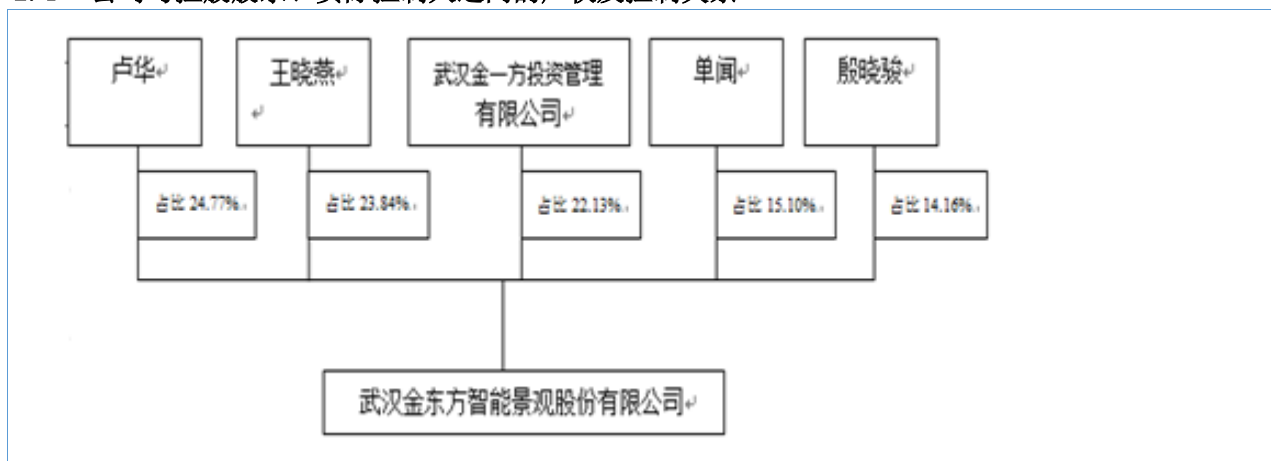 卢华
王晓燕
武汉金一方投资管理
有限公司
单闻
殷晓骏
占比 24.77%
占比 23.84%
占比 22.13%
占比 15.10%
占比 14.16%
武汉金东方智能景观股份有限公司